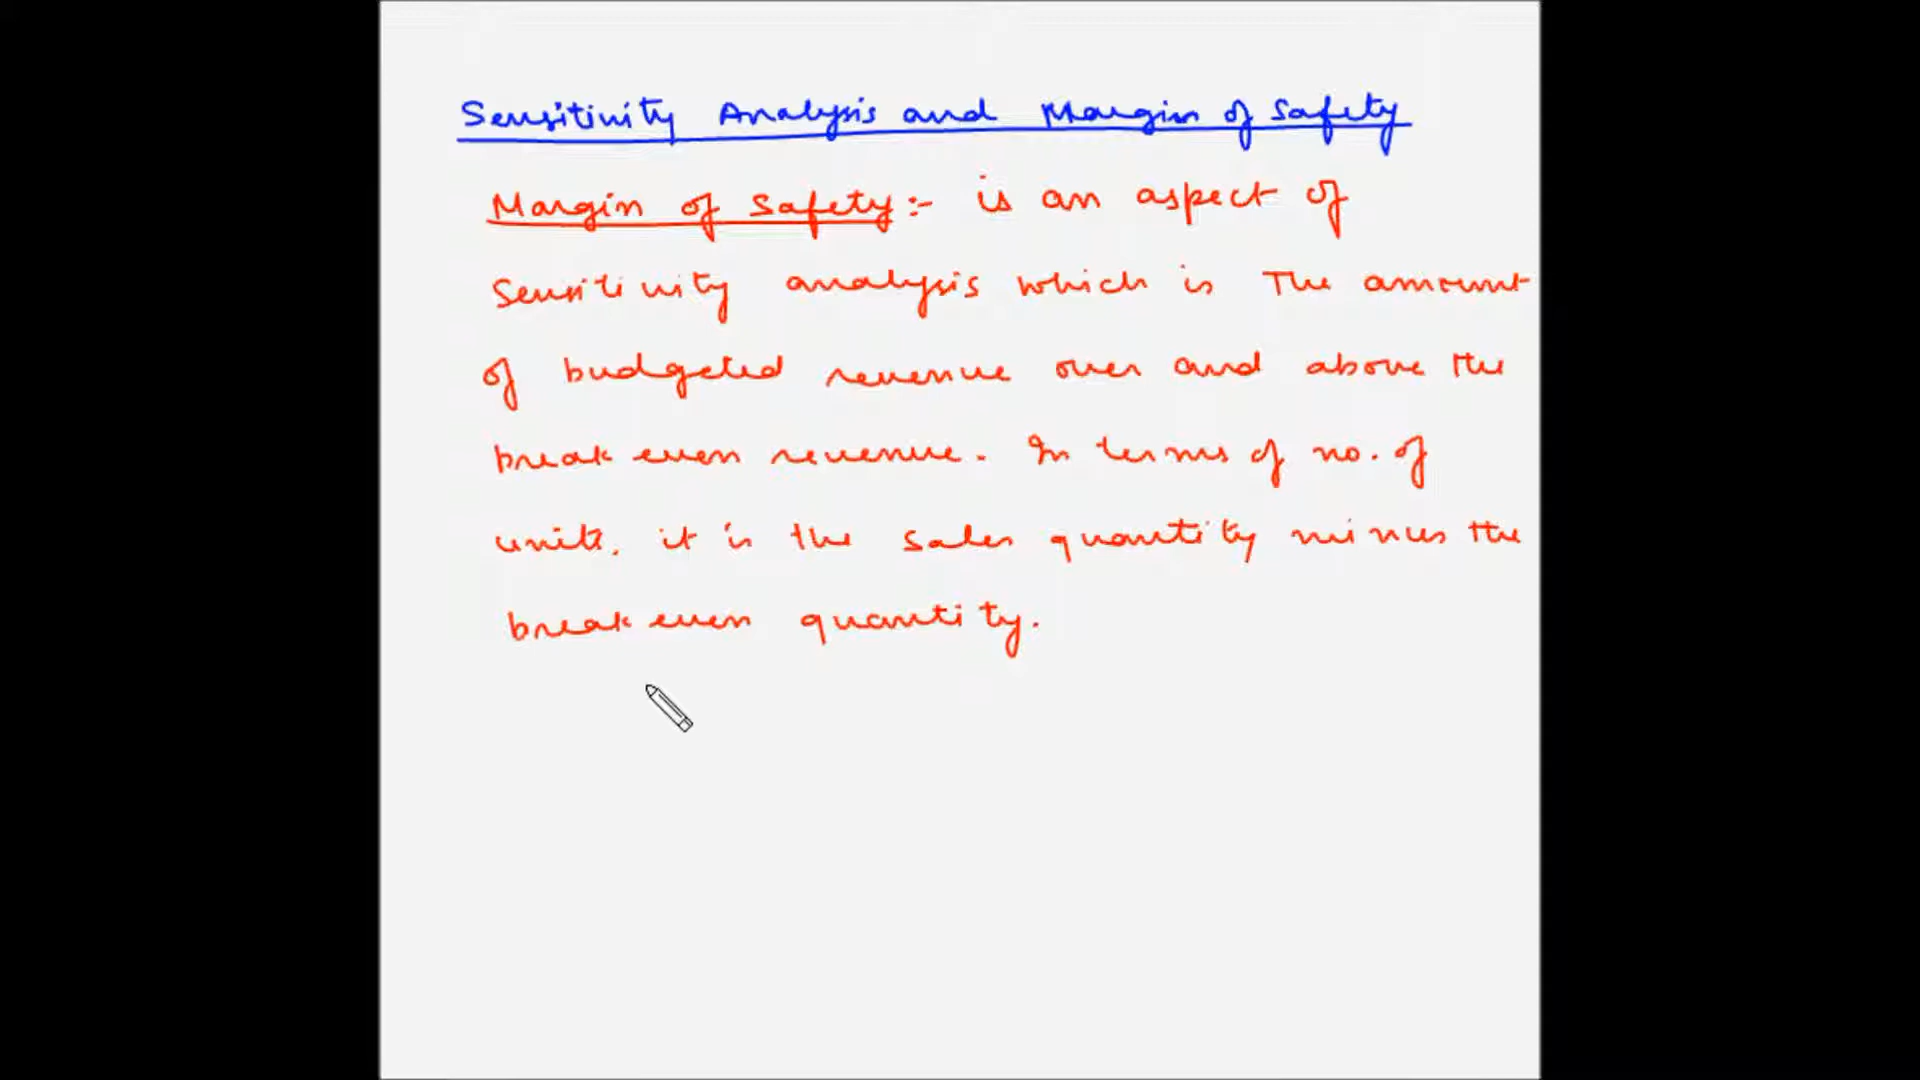 Sensitivity Analysis and Margin of Safety
Margin of Safety:- is an aspect of
Sensitivity analysis which is The amount
of budgeted revenue over and above the
break even revenue. In terms of no. of
units, it is the sales quantity minus the
break even quantity.